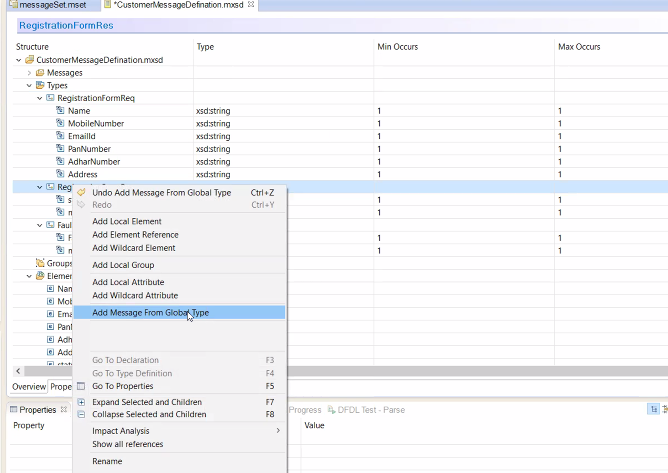 messageSet.mset *CustomerMessageDefination.mxsd
RegistrationFormRes
Structure Type Min Occurs Max Occurs
CustomerMessageDefination.mxsd
Messages
Types
RegistrationFormReq
Name xsd:string 1 1
MobileNumber xsd:string 1 1
EmailId xsd:string 1 1
PanNumber xsd:string 1 1
AdharNumber xsd:string 1 1
Address xsd:string 1 1
Undo Add Message From Global Type Ctrl+Z
1 1
Redo Ctrl+Y
1 1
Add Local Element
Add Element Reference
1 1
Add Wildcard Element
1 1
Groups
Add Local Group
Add Local Attribute
Add Wildcard Attribute
Add Message From Global Type
Go To Declaration F3
Go To Type Definition F4
Overview
Go To Properties F5
Expand Selected and Children F7
Properties
Collapse Selected and Children F8
Progress DFDL Test - Parse
Property Value
Impact Analysis
Show all references
Rename